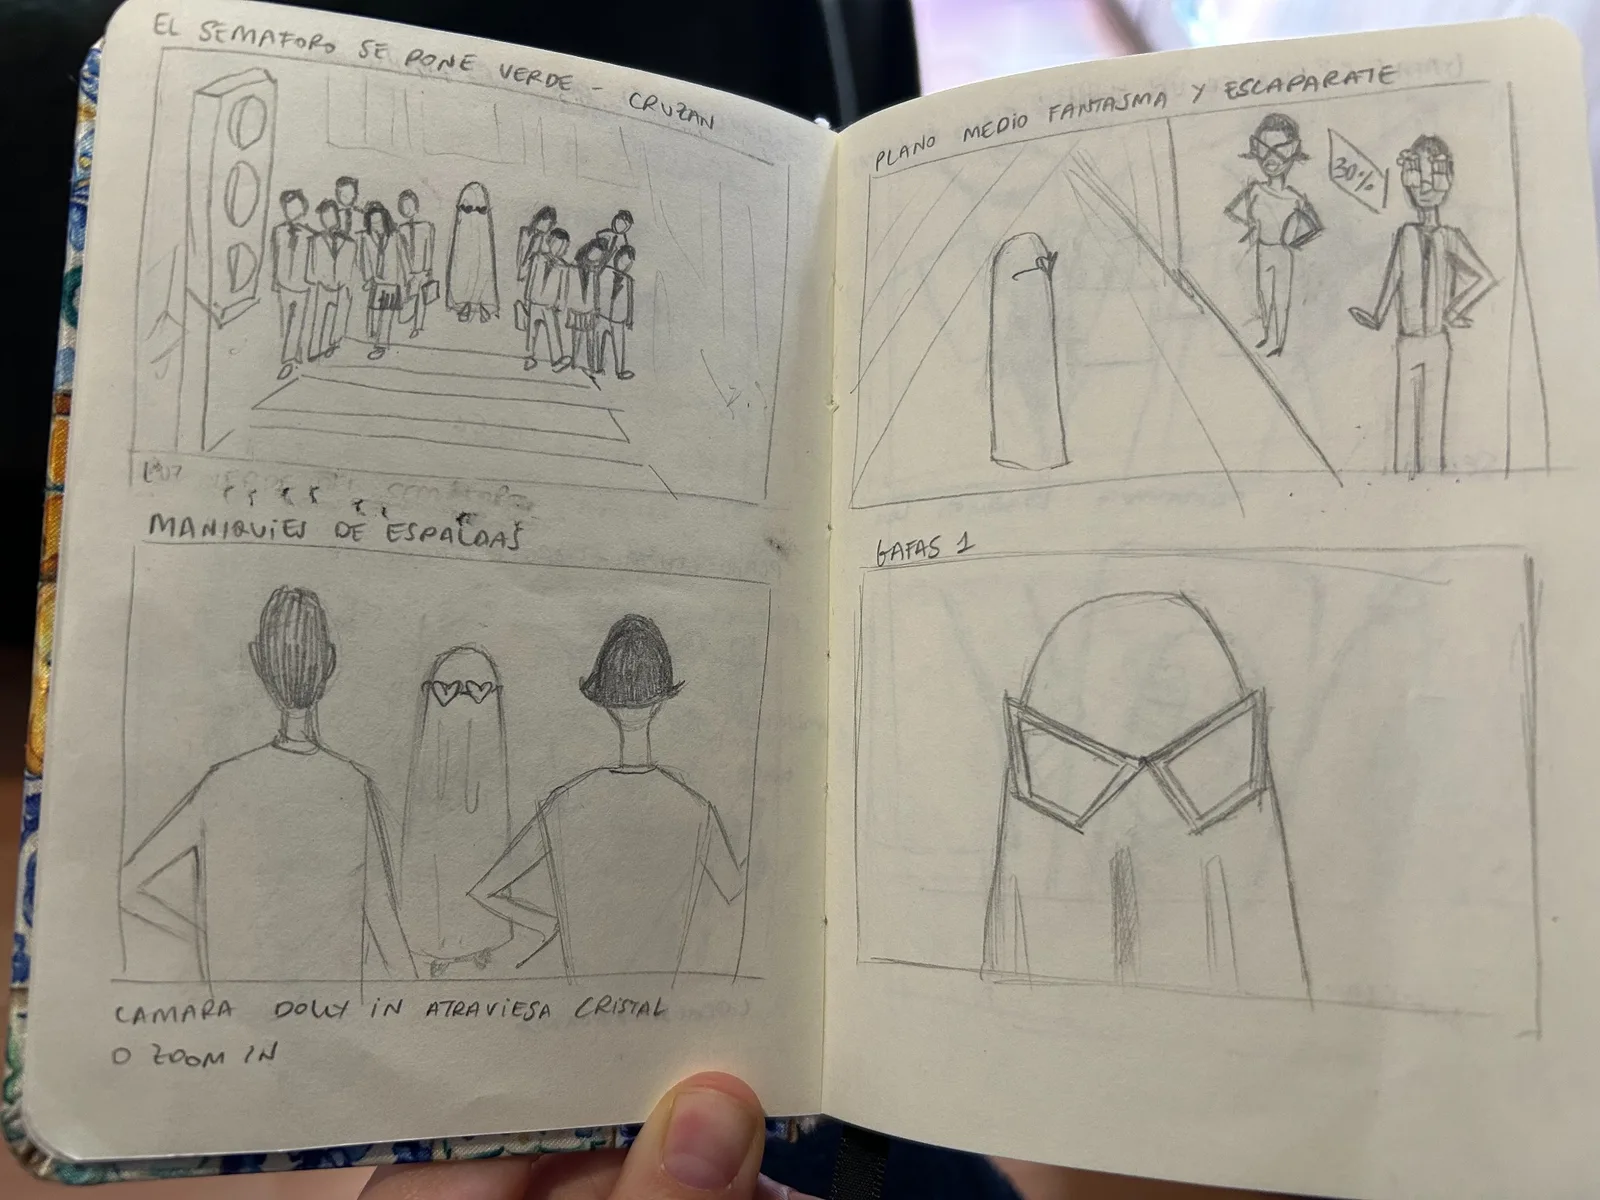 EL SEMAFORO SE PONE VERDE - CRUZAN
MANIQUIES DE ESPALDAS
CAMARA DOLLY IN ATRAVIESA CRISTAL
O ZOOM IN
PLANO MEDIO FANTASMA Y ESCAPARATE
30%
GAFAS 1